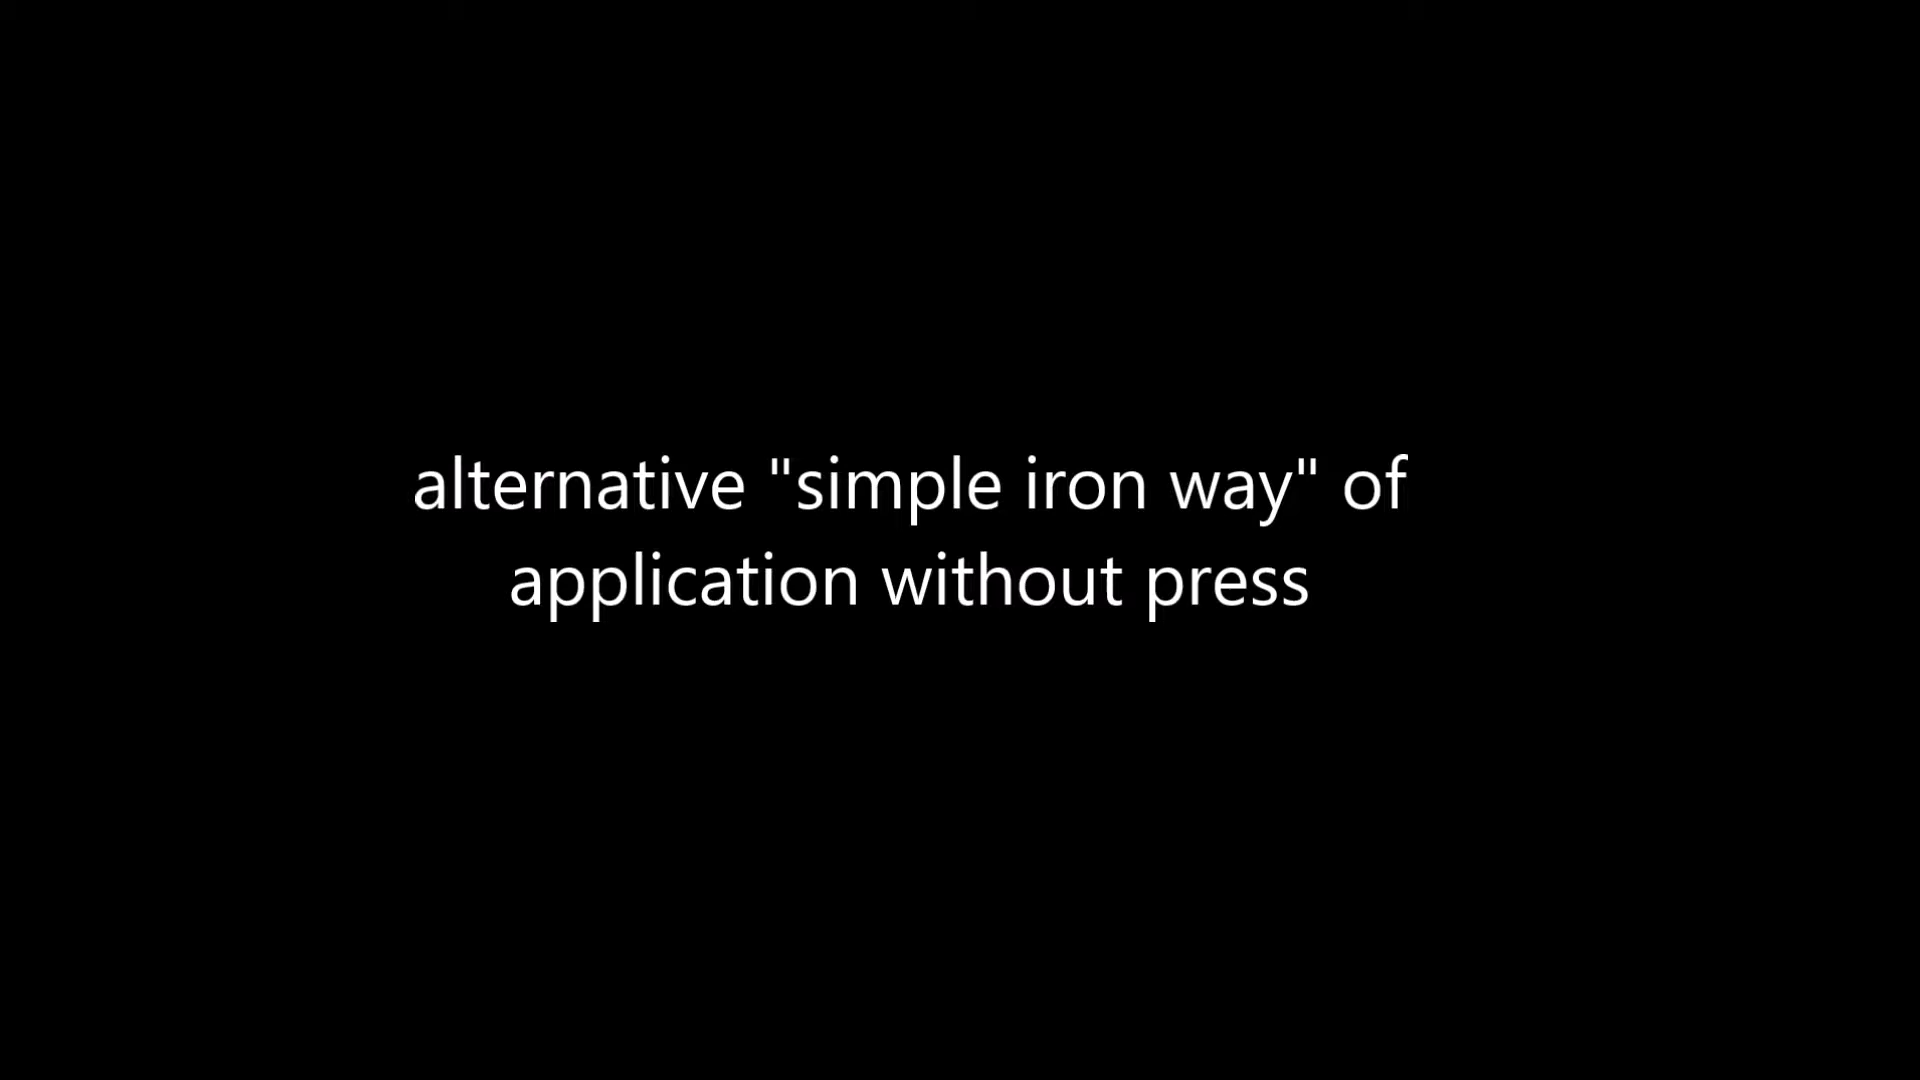 alternative "simple iron way" of
application without press